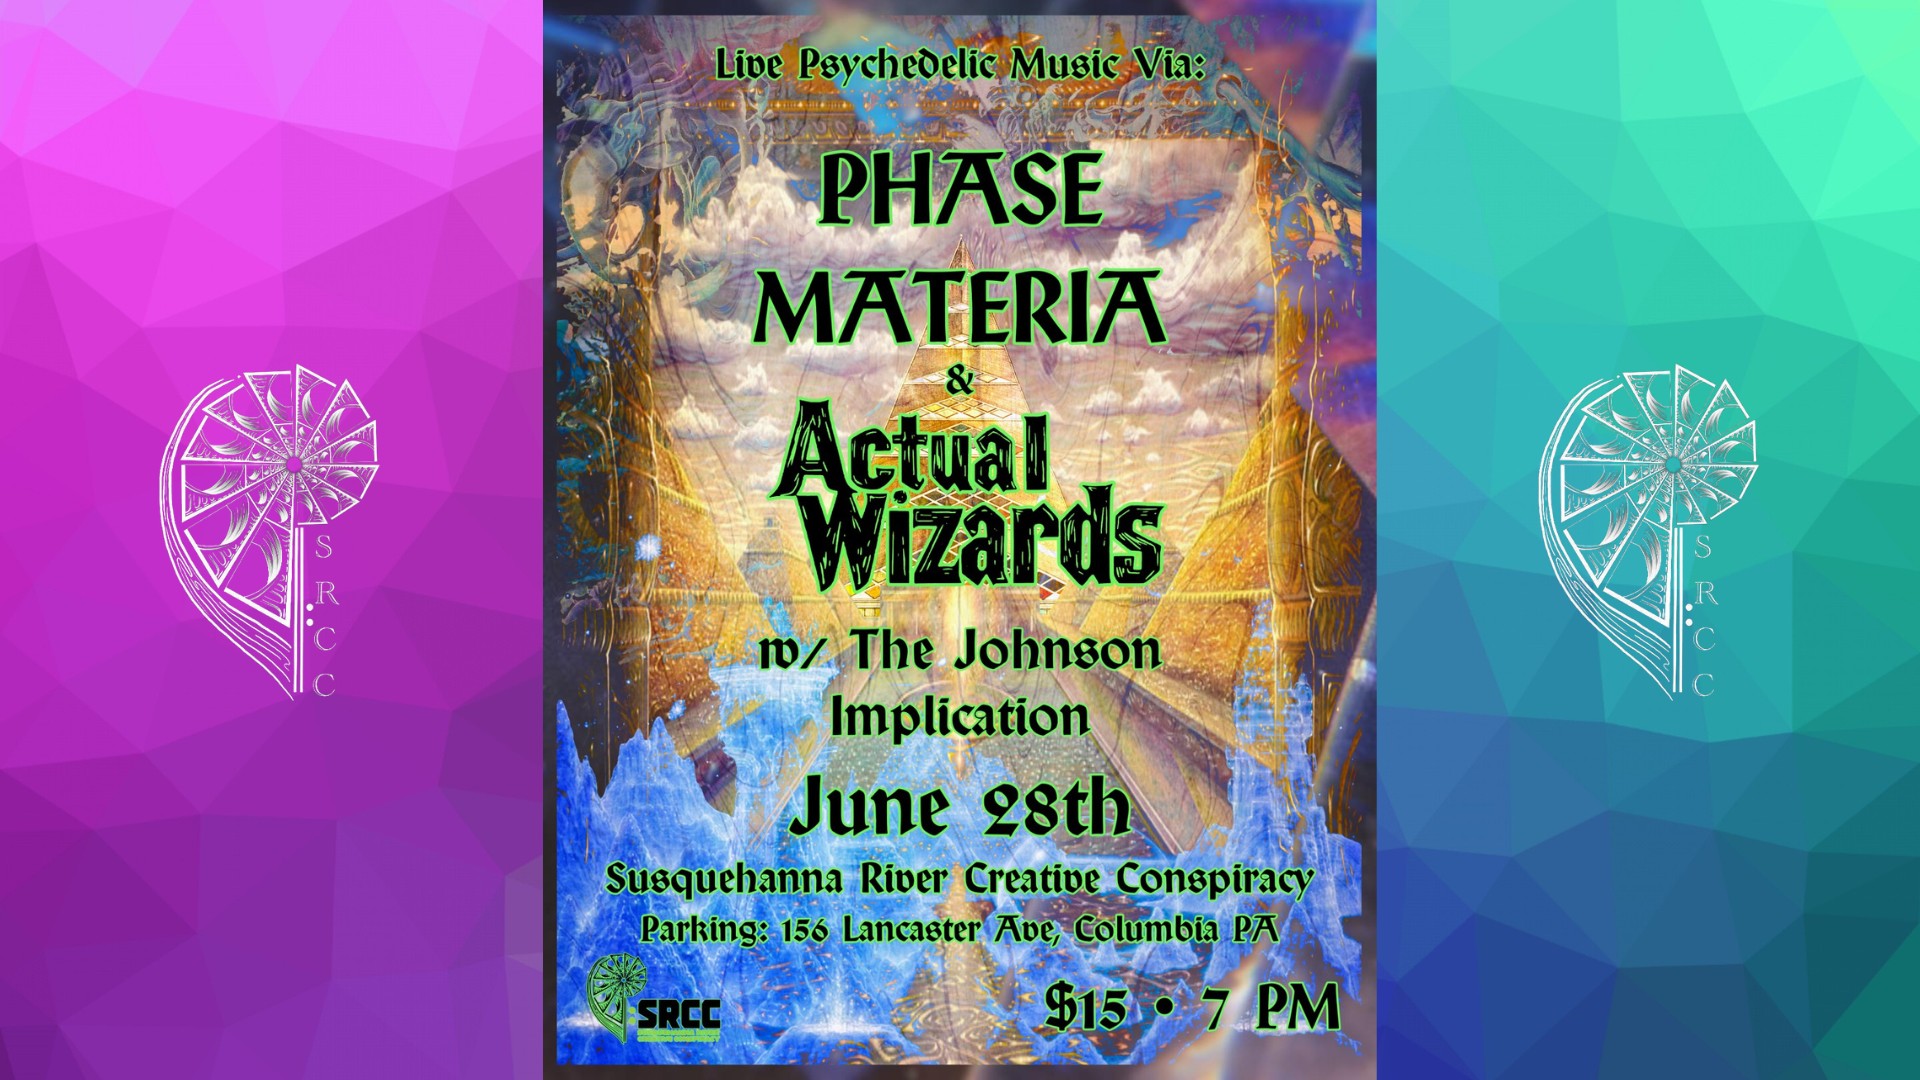 Live Psychedelic Music Via:
PHASE
MATERIA
&
Actual
Wizards
w/ The Johnson
Implication
June 28th
Susquehanna River Creative Conspiracy
Parking: 156 Lancaster Ave, Columbia PA
SRCC
$15 • 7 PM
S
R
C
C
S
R
C
C